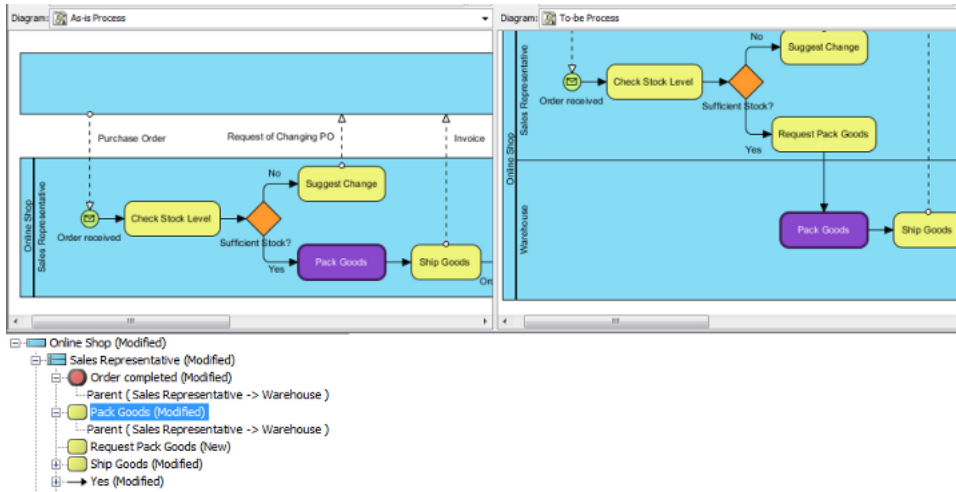 Diagram: As-is Process
Purchase Order
Request of Changing PO
Invoice
Online Shop
Sales Representative
Order received
Check Stock Level
No
Suggest Change
Sufficient Stock?
Yes
Pack Goods
Ship Goods
Ord
Diagram: To-be Process
Online Shop
Sales Representative
Order received
Check Stock Level
No
Suggest Change
Sufficient Stock?
Yes
Request Pack Goods
Warehouse
Pack Goods
Ship Goods
Online Shop (Modified)
Sales Representative (Modified)
Order completed (Modified)
Parent ( Sales Representative -> Warehouse )
Pack Goods (Modified)
Parent ( Sales Representative -> Warehouse )
Request Pack Goods (New)
Ship Goods (Modified)
Yes (Modified)